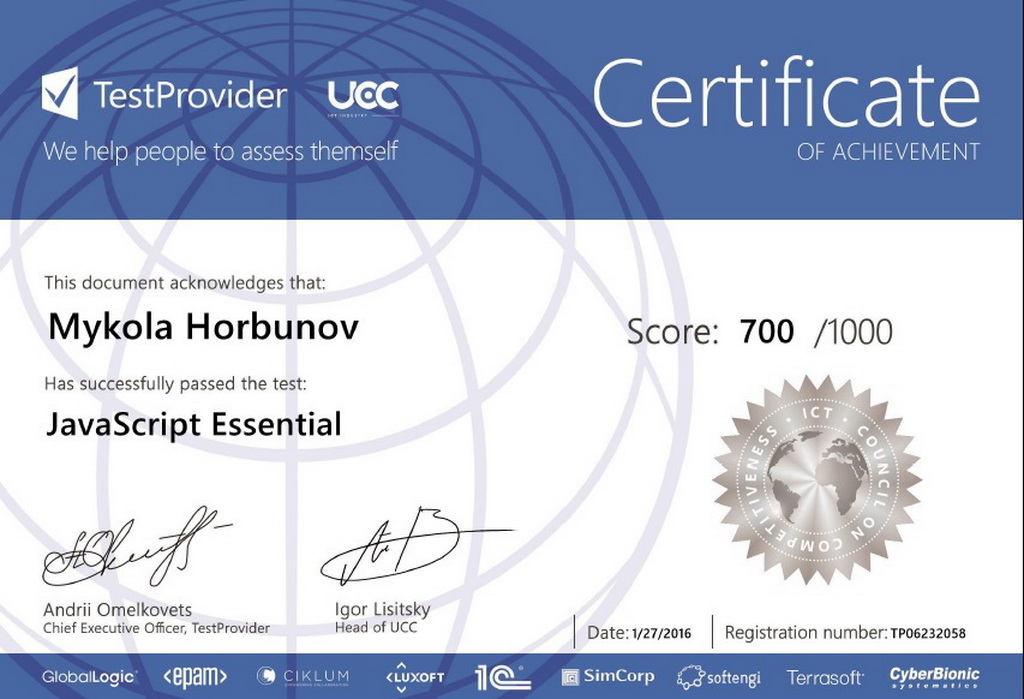 TestProvider
UCC
ICT INDUSTRY
We help people to assess themself
Certificate
OF ACHIEVEMENT
This document acknowledges that:
Mykola Horbunov
Score: 700 /1000
Has successfully passed the test:
JavaScript Essential
ICT · COUNCIL ON COMPETITIVENESS ·
Andrii Omelkovets
Chief Executive Officer, TestProvider
Igor Lisitsky
Head of UCC
Date: 1/27/2016
Registration number: TP06232058
GlobalLogic
<epam>
CIKLUM
LUXOFT
1C
SimCorp
softengi
Terrasoft
CyberBionic
systematics